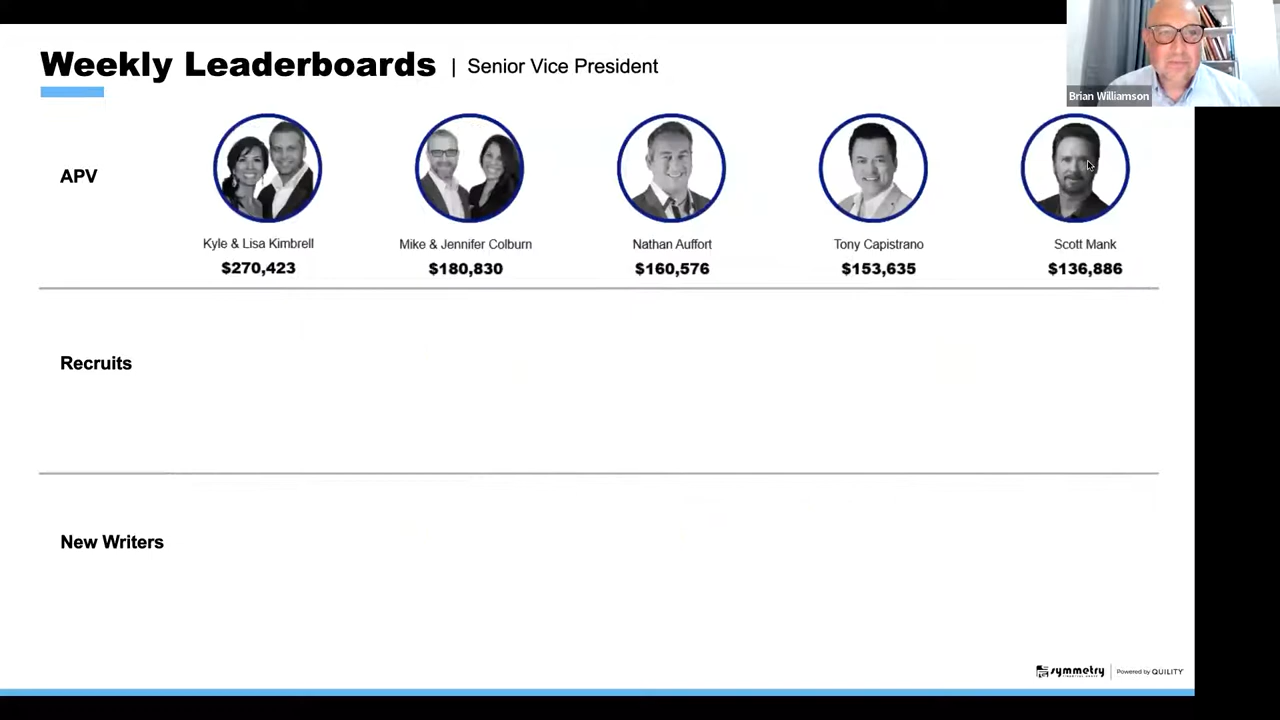 Weekly Leaderboards | Senior Vice President
Brian Williamson
APV
Kyle & Lisa Kimbrell
$270,423
Mike & Jennifer Colburn
$180,830
Nathan Auffort
$160,576
Tony Capistrano
$153,635
Scott Mank
$136,886
Recruits
New Writers
symmetry
Powered by QUILITY